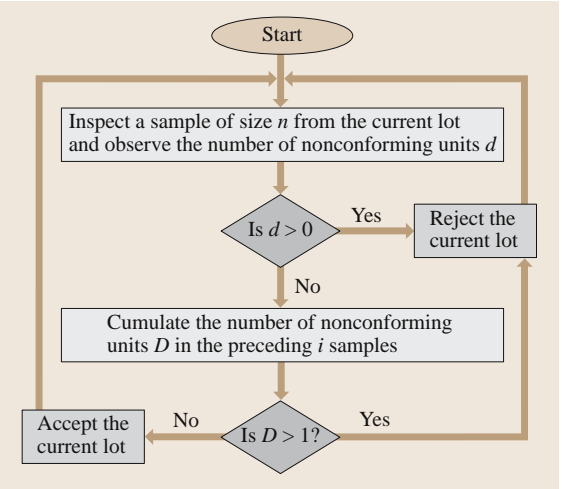 Start
Inspect a sample of size n from the current lot
and observe the number of nonconforming units d
Is d > 0
Yes
Reject the
current lot
No
Cumulate the number of nonconforming
units D in the preceding i samples
Accept the
current lot
No
Is D > 1?
Yes